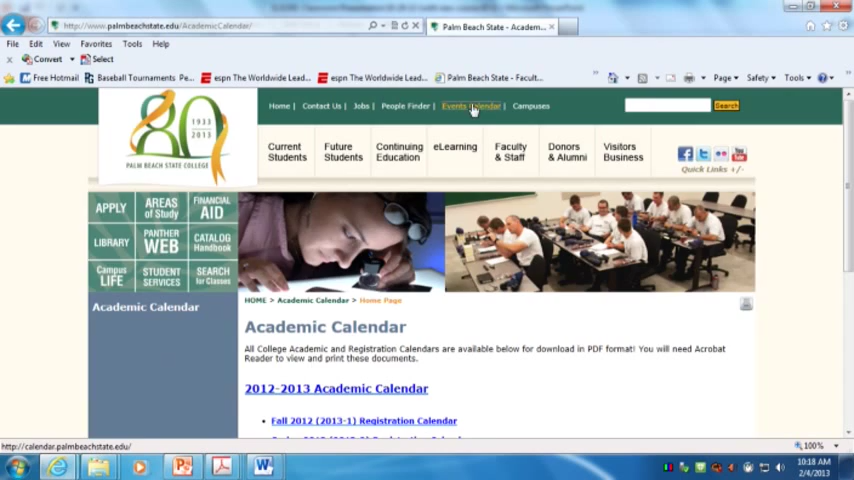 http://www.palmbeachstate.edu/AcademicCalendar/
Palm Beach State - Academ...
File Edit View Favorites Tools Help
x Convert Select
Free Hotmail Baseball Tournaments Pe... espn The Worldwide Lead... espn The Worldwide Lead... Palm Beach State - Facult...
Page Safety Tools
Home | Contact Us | Jobs | People Finder | Events Calendar | Campuses
Search
80
1933
2013
PALM BEACH STATE COLLEGE
Current Students
Future Students
Continuing Education
eLearning
Faculty & Staff
Donors & Alumni
Visitors Business
Quick Links +/-
APPLY
AREAS of Study
FINANCIAL AID
LIBRARY
PANTHER WEB
CATALOG Handbook
Campus LIFE
STUDENT SERVICES
SEARCH for Classes
Academic Calendar
HOME > Academic Calendar > Home Page
Academic Calendar
All College Academic and Registration Calendars are available below for download in PDF format! You will need Acrobat
Reader to view and print these documents.
2012-2013 Academic Calendar
Fall 2012 (2013-1) Registration Calendar
http://calendar.palmbeachstate.edu/
100%
10:18 AM
2/4/2013